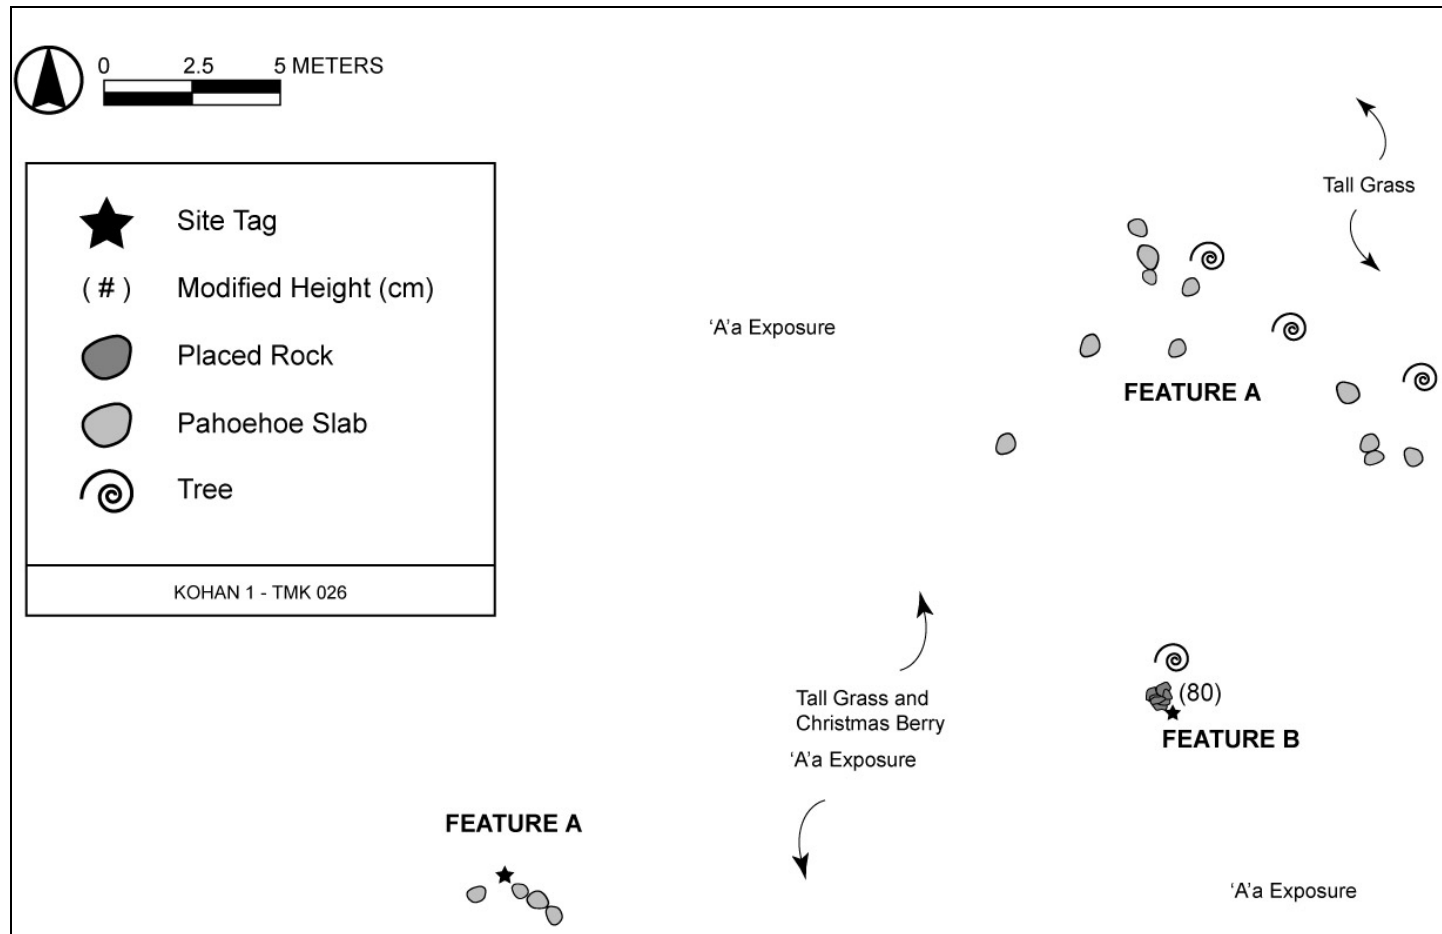 0 2.5 5 METERS
Site Tag
( # ) Modified Height (cm)
Placed Rock
Pahoehoe Slab
Tree
KOHAN 1 - TMK 026
Tall Grass
‘A’a Exposure
FEATURE A
(80)
FEATURE B
Tall Grass and
Christmas Berry
‘A’a Exposure
FEATURE A
‘A’a Exposure